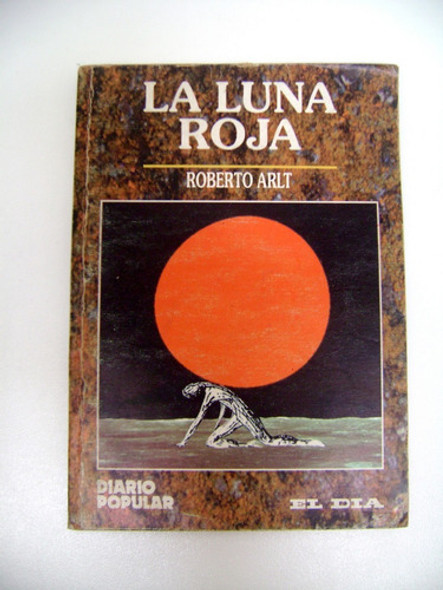 LA LUNA
ROJA
ROBERTO ARLT
DIARIO
POPULAR
EL DIA